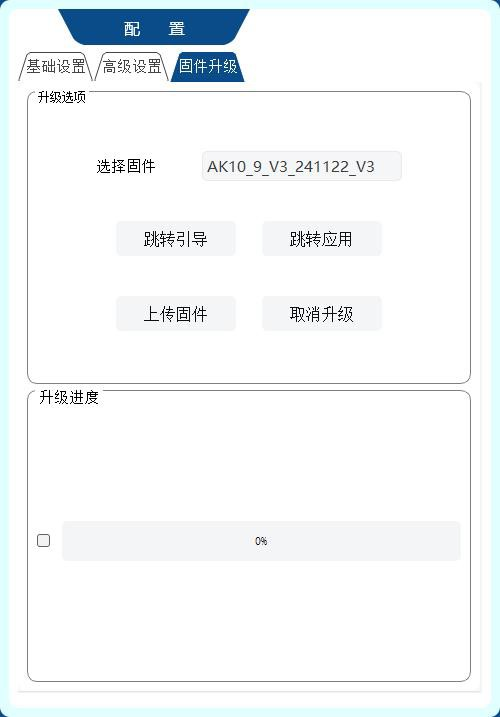 配 置
基础设置 高级设置 固件升级
升级选项
选择固件 AK10_9_V3_241122_V3
跳转引导 跳转应用
上传固件 取消升级
升级进度
0%